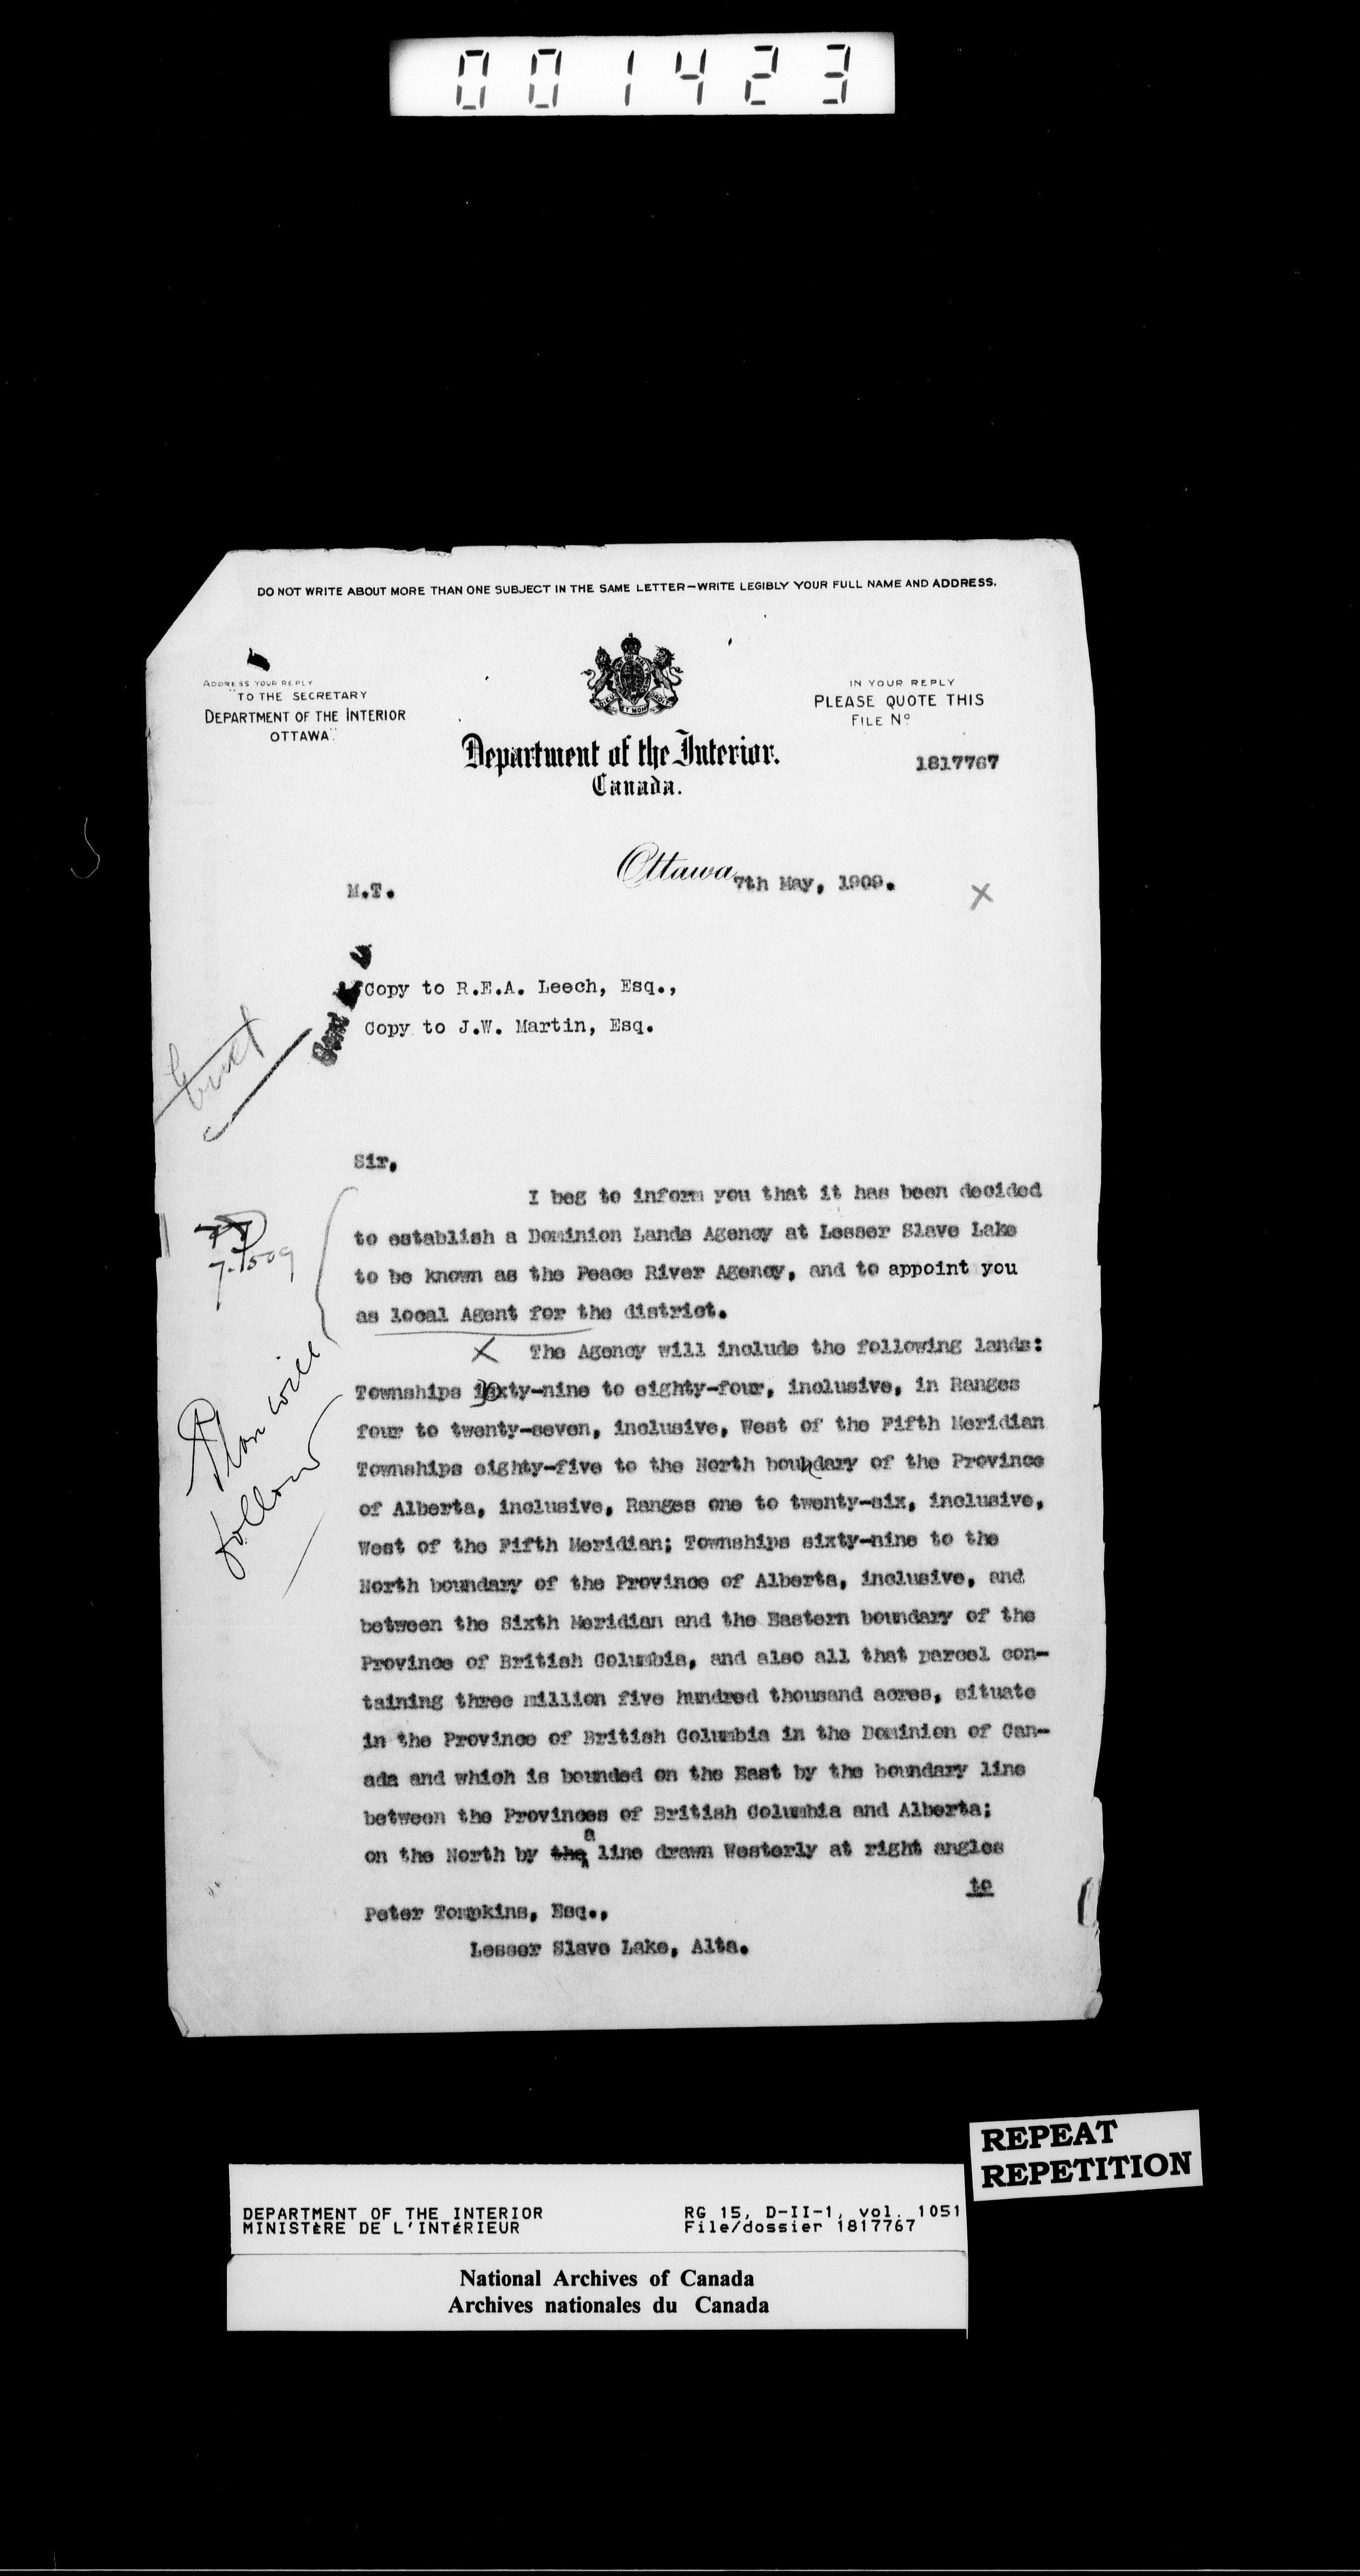 001423
DO NOT WRITE ABOUT MORE THAN ONE SUBJECT IN THE SAME LETTER—WRITE LEGIBLY YOUR FULL NAME AND ADDRESS.
ADDRESS YOUR REPLY
"TO THE SECRETARY
DEPARTMENT OF THE INTERIOR
OTTAWA."
IN YOUR REPLY
PLEASE QUOTE THIS
FILE No
1817767
Department of the Interior.
Canada.
Ottawa 7th May, 1909.
M.T.
Copy to R.E.A. Leech, Esq.,
Copy to J.W. Martin, Esq.
Sir,
I beg to inform you that it has been decided
to establish a Dominion Lands Agency at Lesser Slave Lake
to be known as the Peace River Agency, and to appoint you
as local Agent for the district.
The Agency will include the following lands:
Townships sixty-nine to eighty-four, inclusive, in Ranges
four to twenty-seven, inclusive, West of the Fifth Meridian
Townships eighty-five to the North boundary of the Province
of Alberta, inclusive, Ranges one to twenty-six, inclusive,
West of the Fifth Meridian; Townships sixty-nine to the
North boundary of the Province of Alberta, inclusive, and
between the Sixth Meridian and the Eastern boundary of the
Province of British Columbia, and also all that parcel con-
taining three million five hundred thousand acres, situate
in the Province of British Columbia in the Dominion of Can-
ada and which is bounded on the East by the boundary line
between the Provinces of British Columbia and Alberta;
on the North by the a line drawn Westerly at right angles
to
Peter Tompkins, Esq.,
Lesser Slave Lake, Alta.
Plan will
follow
REPEAT
REPETITION
DEPARTMENT OF THE INTERIOR
MINISTÈRE DE L'INTÉRIEUR
RG 15, D-II-1, vol. 1051
File/dossier 1817767
National Archives of Canada
Archives nationales du Canada